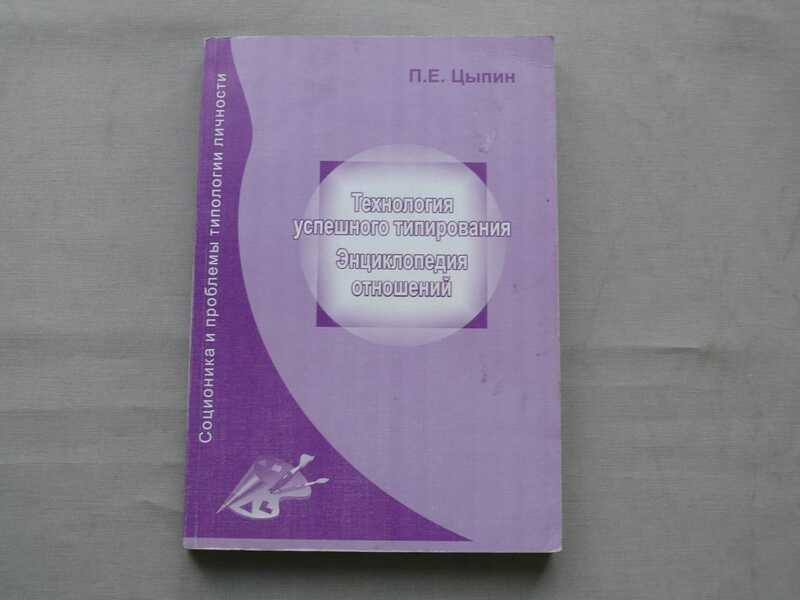 П.Е. Цыпин
Технология
успешного типирования
Энциклопедия
отношений
Соционика и проблемы типологии личности